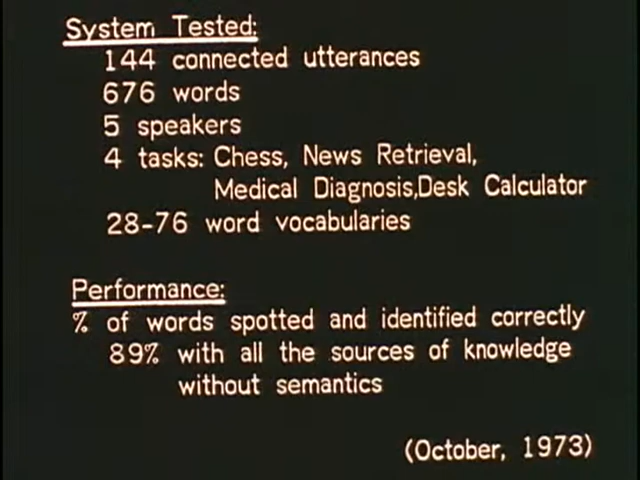 System Tested:
144 connected utterances
676 words
5 speakers
4 tasks: Chess, News Retrieval,
Medical Diagnosis,Desk Calculator
28-76 word vocabularies
Performance:
% of words spotted and identified correctly
89% with all the sources of knowledge
without semantics
(October, 1973)